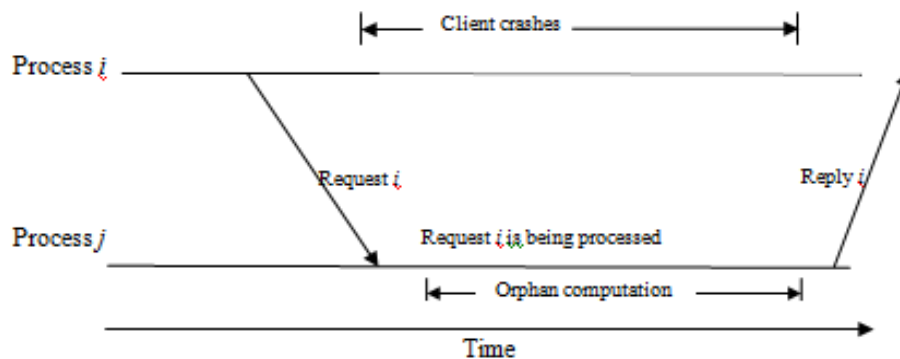 Client crashes
Process i
Request i
Reply i
Process j
Request i is being processed
Orphan computation
Time